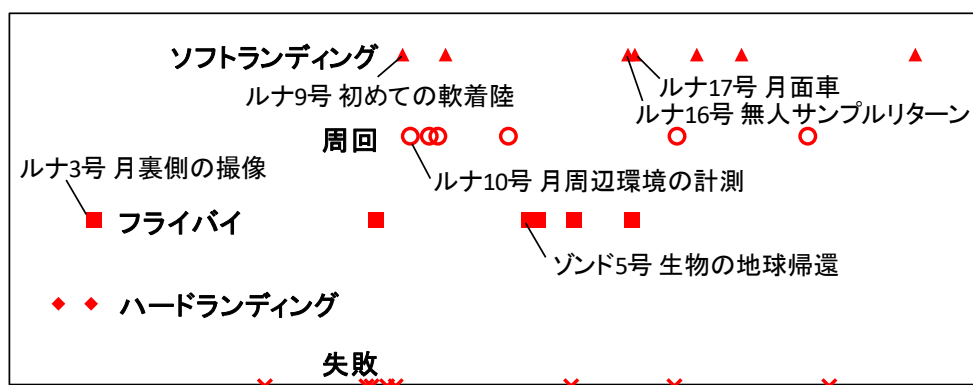 ソフトランディング
ルナ9号 初めての軟着陸
ルナ17号 月面車
ルナ16号 無人サンプルリターン
周回
ルナ3号 月裏側の撮像
ルナ10号 月周辺環境の計測
フライバイ
ゾンド5号 生物の地球帰還
ハードランディング
失敗